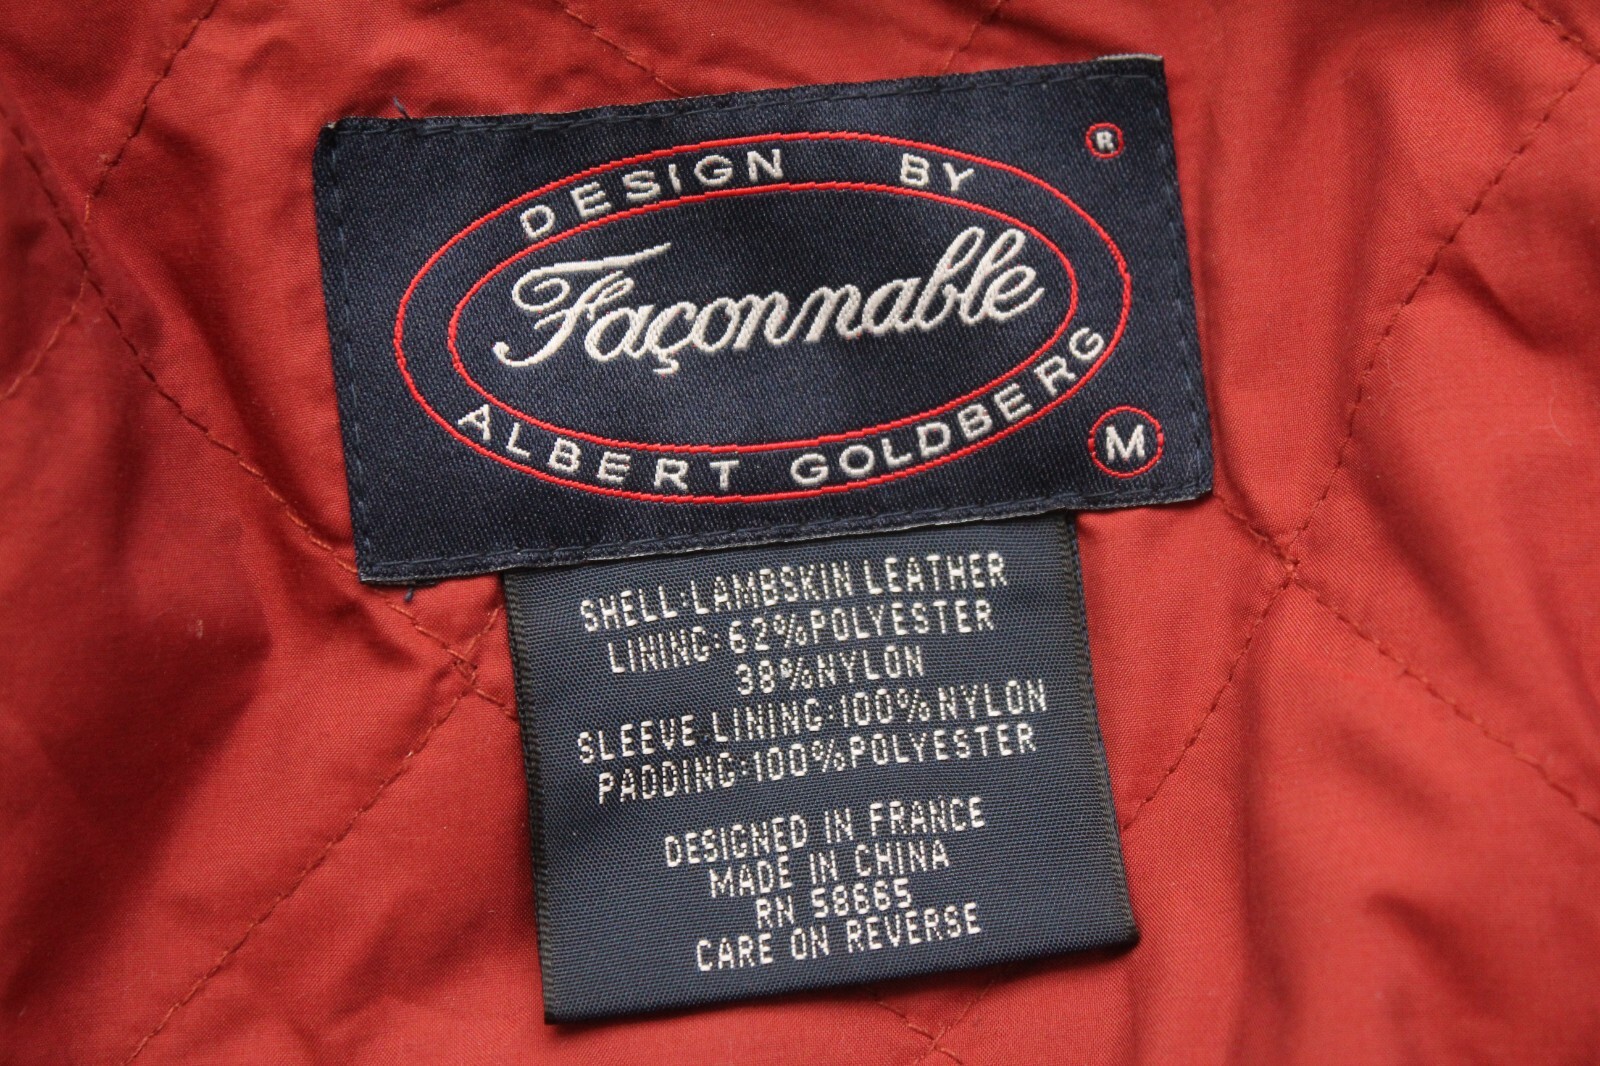 DESIGN BY
®
Façonnable
ALBERT GOLDBERG
M
SHELL:LAMBSKIN LEATHER
LINING:62%POLYESTER
38%NYLON
SLEEVE LINING:100%NYLON
PADDING:100%POLYESTER
DESIGNED IN FRANCE
MADE IN CHINA
RN 58665
CARE ON REVERSE